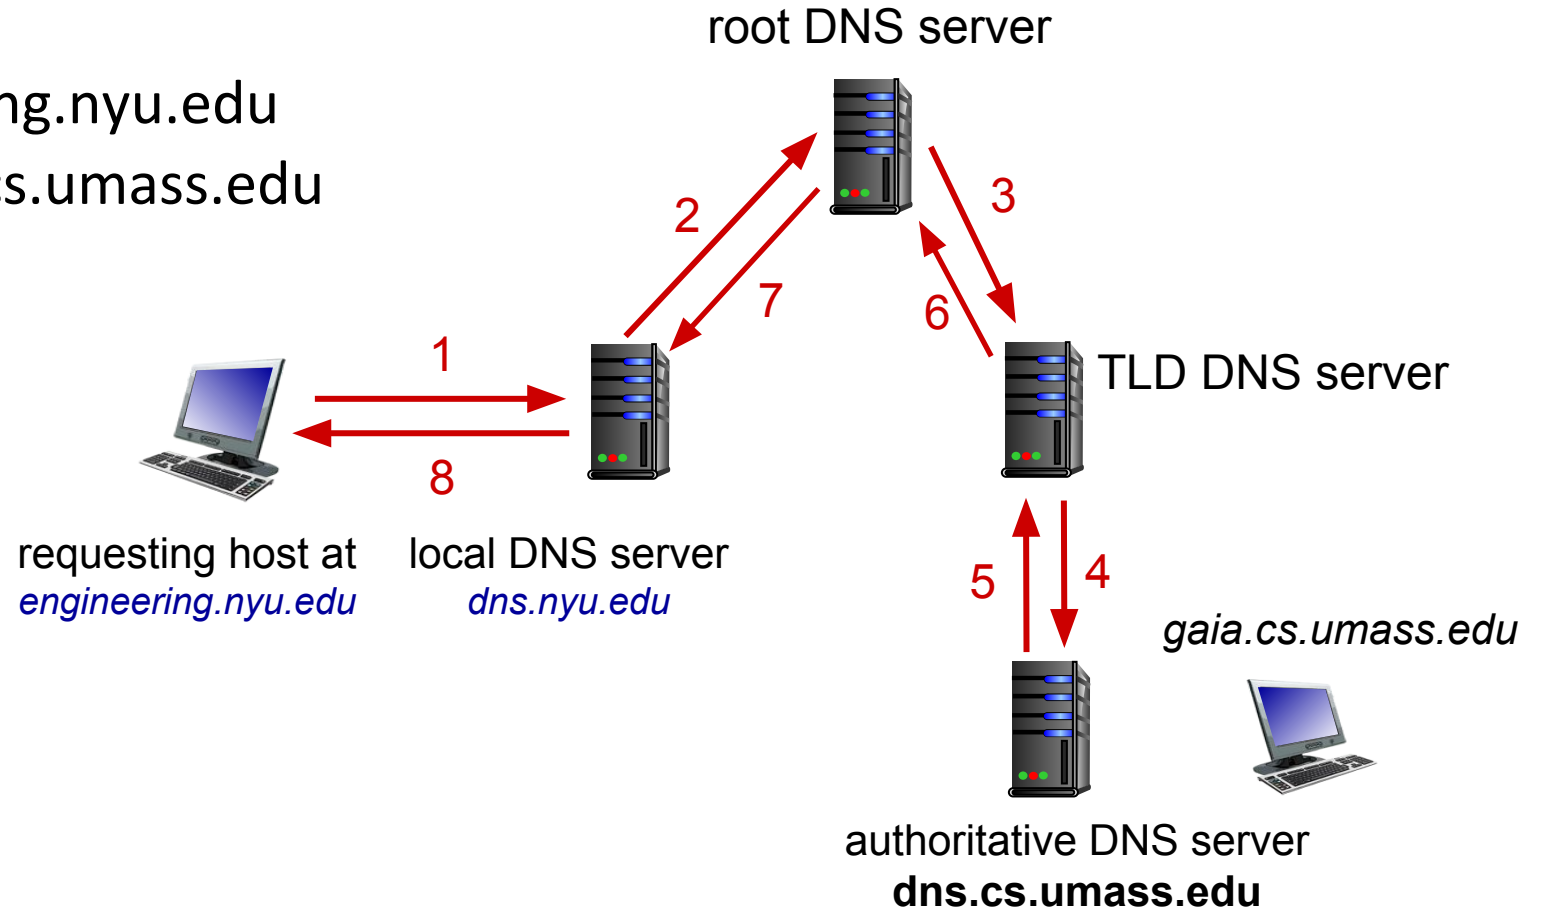 root DNS server
ng.nyu.edu
cs.umass.edu
2
3
7
6
1
TLD DNS server
8
requesting host at
engineering.nyu.edu
local DNS server
dns.nyu.edu
5
4
gaia.cs.umass.edu
authoritative DNS server
dns.cs.umass.edu